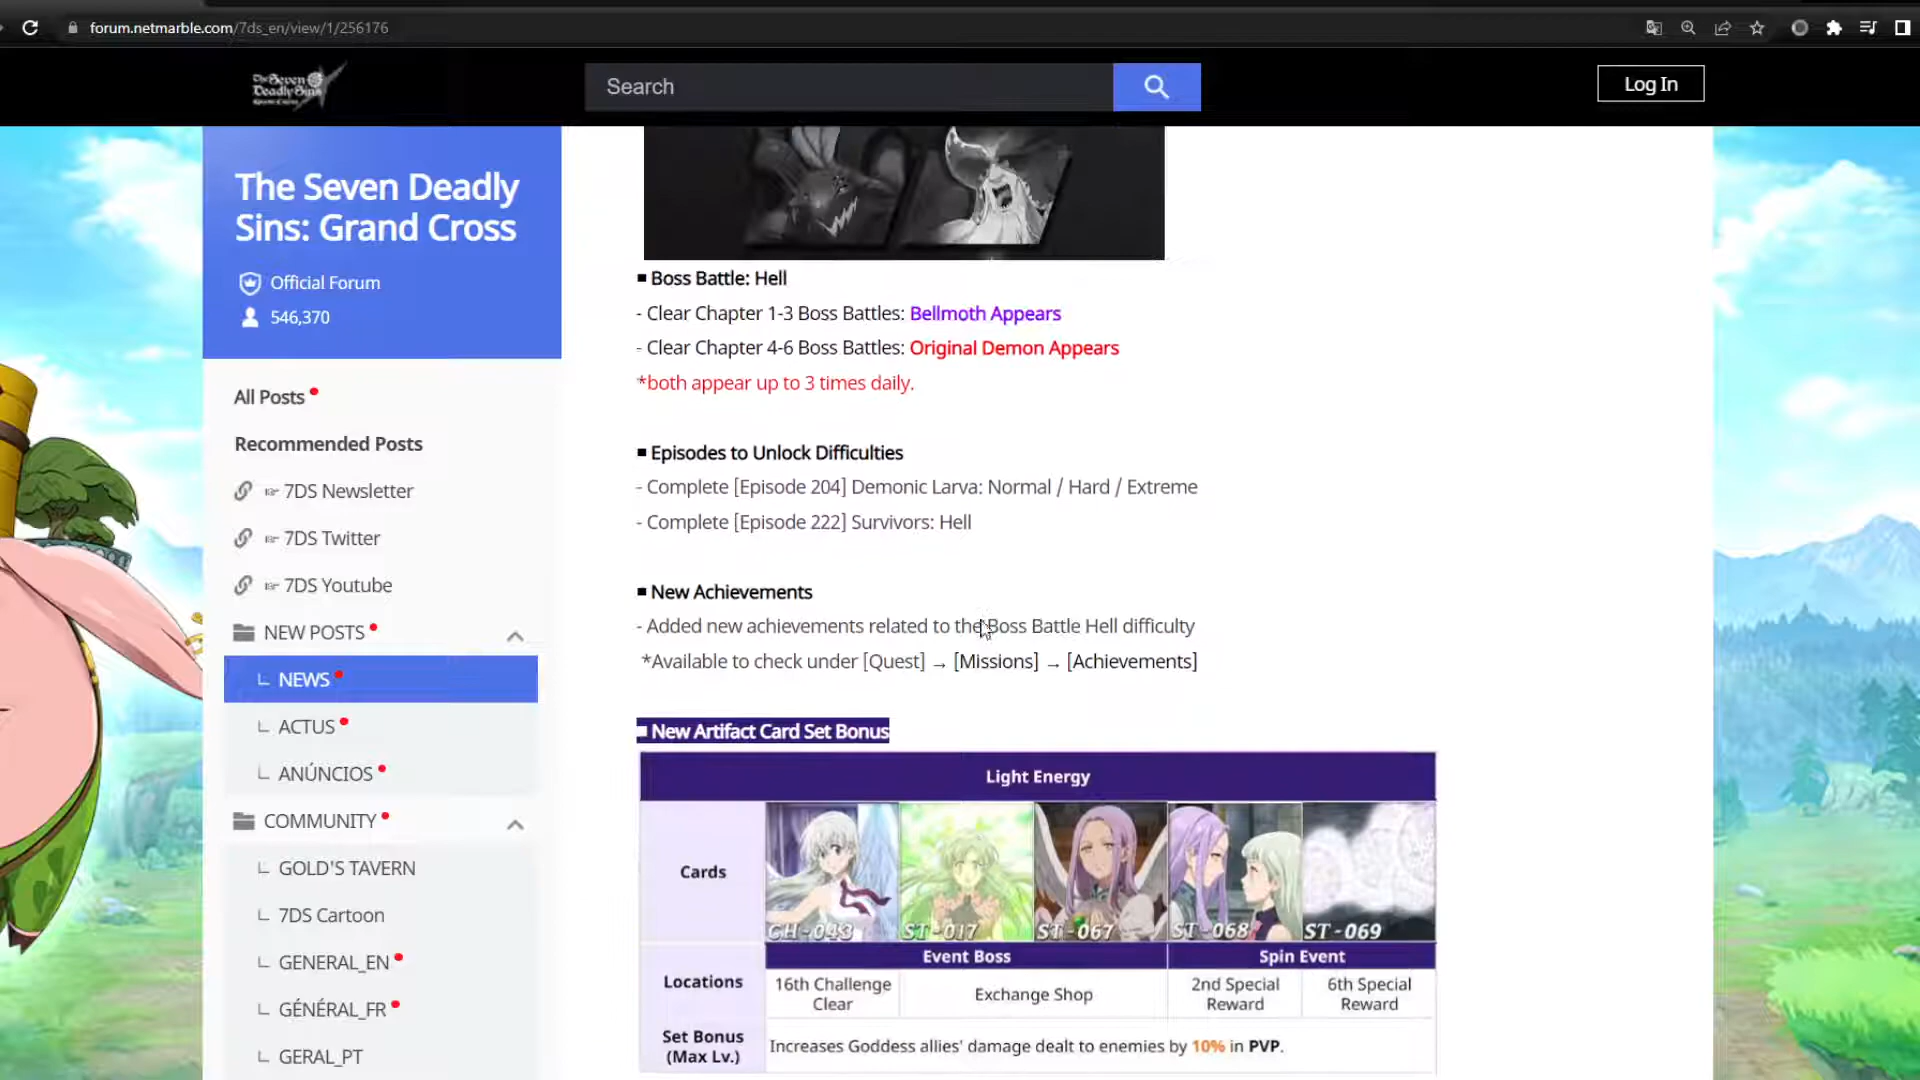 forum.netmarble.com/7ds_en/view/1/256176
The Seven
Deadly Sins
GRAND CROSS
Search
Log In
The Seven Deadly
Sins: Grand Cross
Official Forum
546,370
All Posts
Recommended Posts
☞ 7DS Newsletter
☞ 7DS Twitter
☞ 7DS Youtube
NEW POSTS
NEWS
ACTUS
ANÚNCIOS
COMMUNITY
GOLD'S TAVERN
7DS Cartoon
GENERAL_EN
GÉNÉRAL_FR
GERAL_PT
■ Boss Battle: Hell
- Clear Chapter 1-3 Boss Battles: Bellmoth Appears
- Clear Chapter 4-6 Boss Battles: Original Demon Appears
*both appear up to 3 times daily.
■ Episodes to Unlock Difficulties
- Complete [Episode 204] Demonic Larva: Normal / Hard / Extreme
- Complete [Episode 222] Survivors: Hell
■ New Achievements
- Added new achievements related to the Boss Battle Hell difficulty
*Available to check under [Quest] → [Missions] → [Achievements]
■ New Artifact Card Set Bonus
Light Energy
Cards
CH-043 ST-017 ST-067 ST-068 ST-069
Locations
Event Boss Spin Event
16th Challenge Clear
Exchange Shop
2nd Special Reward
6th Special Reward
Set Bonus
(Max Lv.)
Increases Goddess allies' damage dealt to enemies by 10% in PVP.